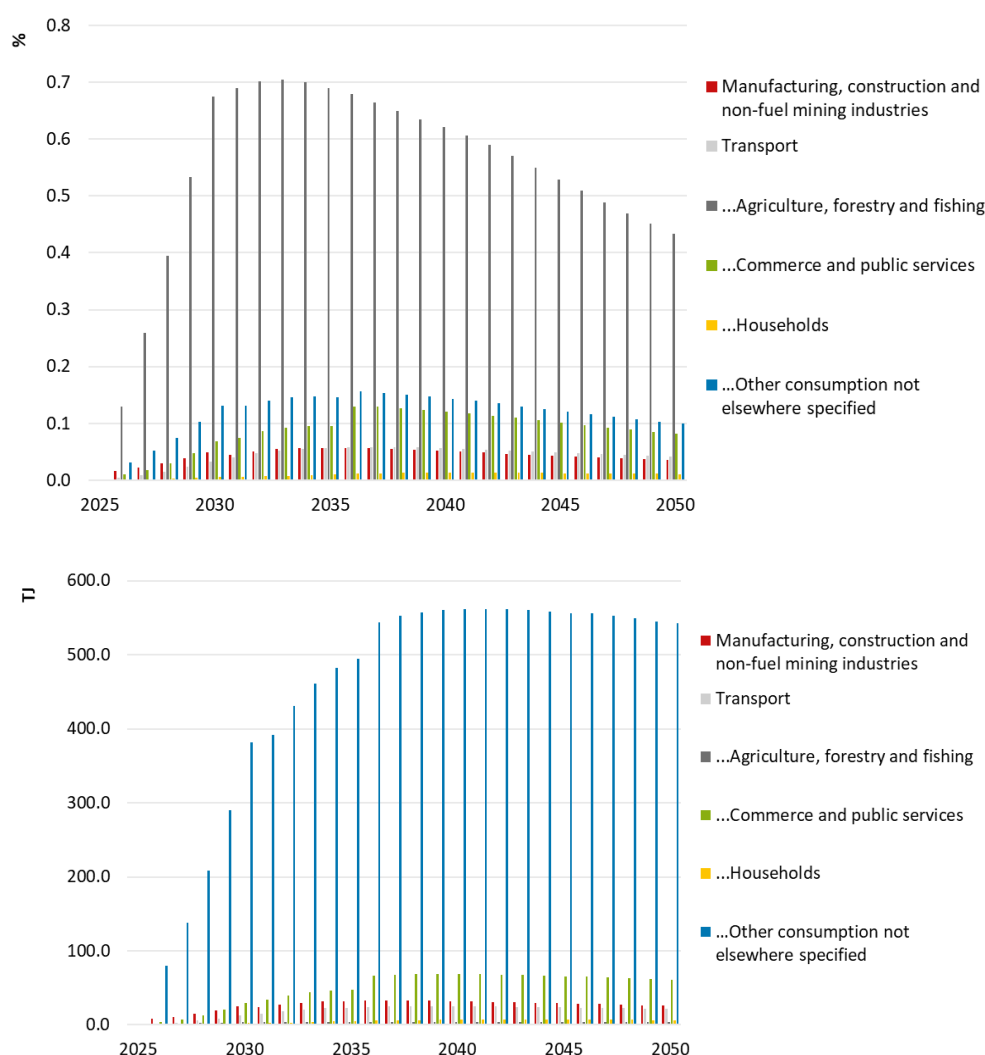 %
0.8
0.7
0.6
0.5
0.4
0.3
0.2
0.1
0.0
2025 2030 2035 2040 2045 2050
Manufacturing, construction and
non-fuel mining industries
Transport
...Agriculture, forestry and fishing
...Commerce and public services
...Households
...Other consumption not
elsewhere specified
TJ
600.0
500.0
400.0
300.0
200.0
100.0
0.0
2025 2030 2035 2040 2045 2050
Manufacturing, construction and
non-fuel mining industries
Transport
...Agriculture, forestry and fishing
...Commerce and public services
...Households
...Other consumption not
elsewhere specified